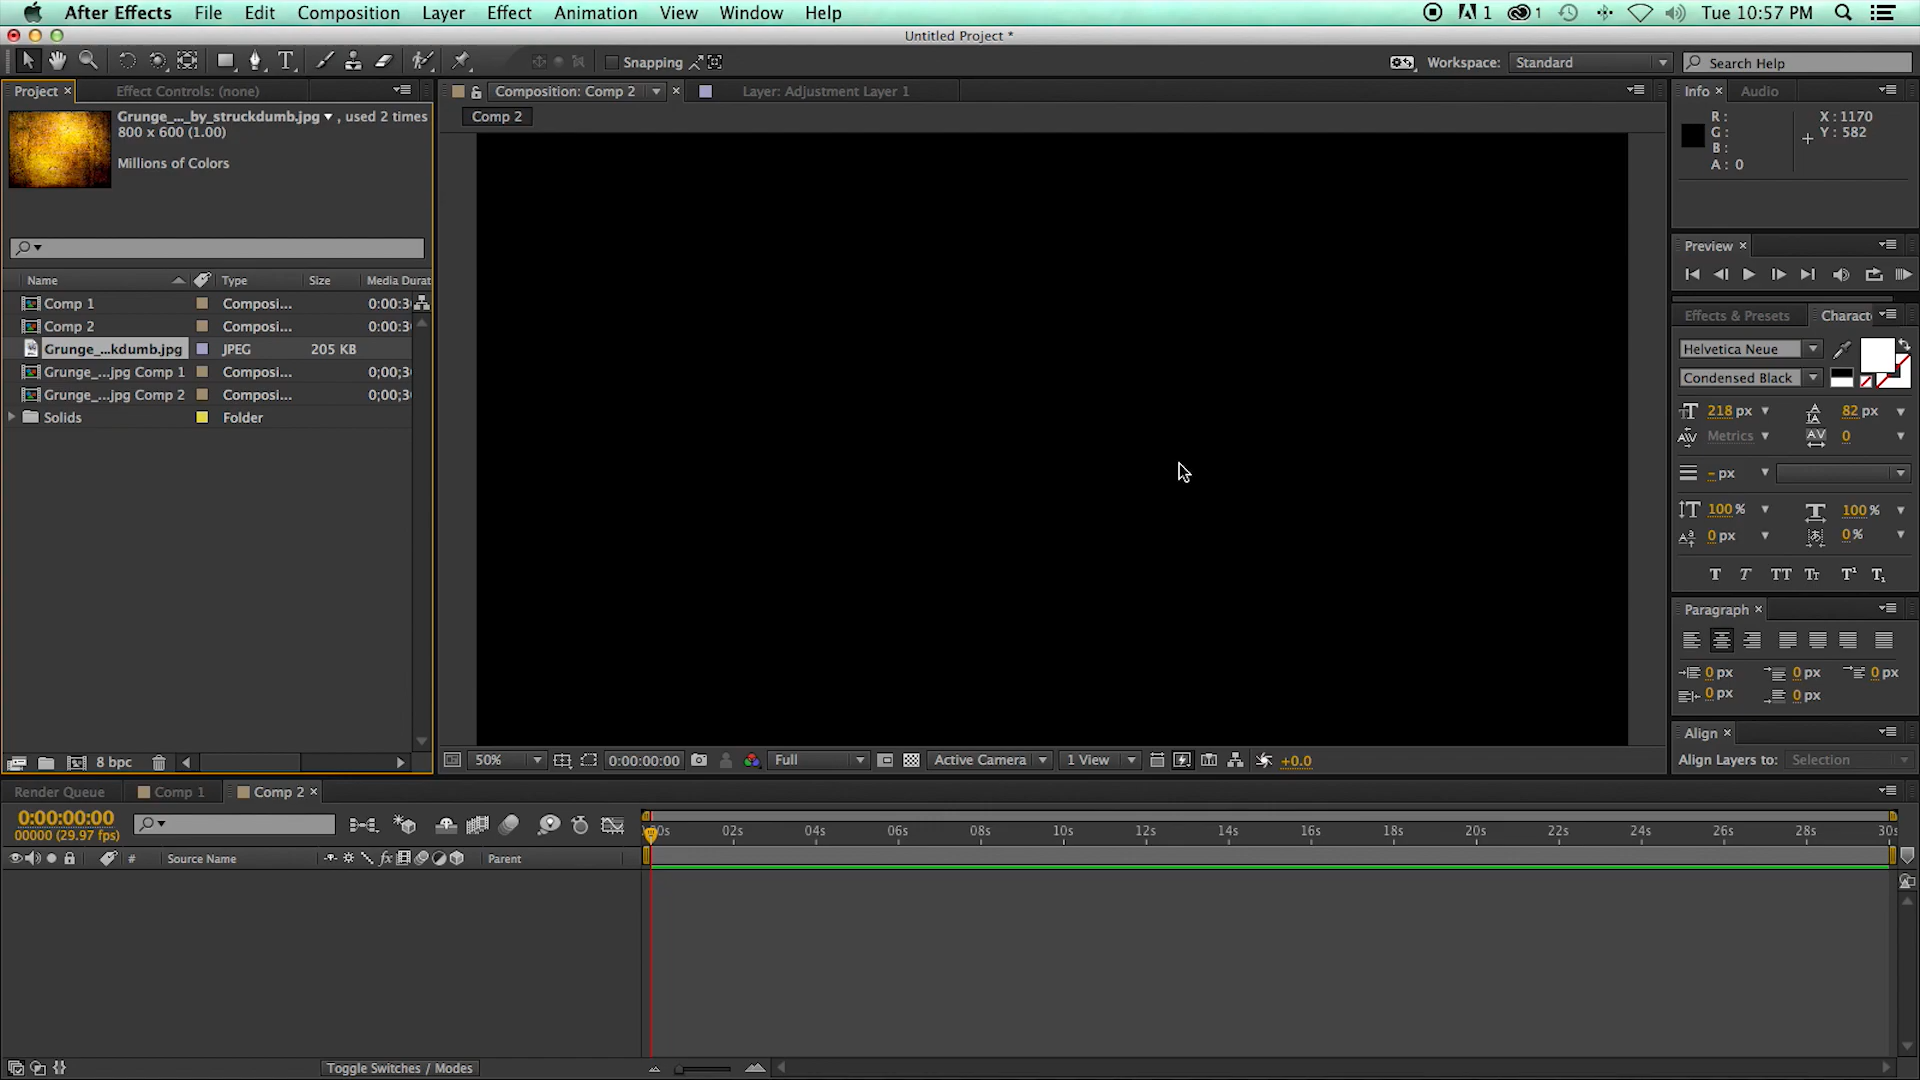 After Effects File Edit Composition Layer Effect Animation View Window Help 1 1 Tue 10:57 PM
Untitled Project *
Snapping Workspace: Standard Search Help
Project × Effect Controls: (none) Composition: Comp 2 × Layer: Adjustment Layer 1 Info × Audio
Grunge_..._by_struckdumb.jpg , used 2 times
800 x 600 (1.00)
Millions of Colors
Comp 2
R: X : 1170
G: Y : 582
B:
A: 0
Preview ×
Name Type Size Media Durat
Comp 1 Composi... 0:00:3
Comp 2 Composi... 0:00:3
Grunge_...kdumb.jpg JPEG 205 KB
Grunge_...jpg Comp 1 Composi... 0;00;3
Grunge_...jpg Comp 2 Composi... 0;00;3
Solids Folder
Effects & Presets Charact
Helvetica Neue
Condensed Black
218 px 82 px
Metrics 0
- px
100 % 100 %
0 px 0 %
T T TT Tt T¹ T₁
Paragraph ×
0 px 0 px 0 px
0 px 0 px
Align ×
Align Layers to: Selection
8 bpc 50% 0:00:00:00 Full Active Camera 1 View +0.0
Render Queue Comp 1 Comp 2 ×
0:00:00:00
00000 (29.97 fps)
00s 02s 04s 06s 08s 10s 12s 14s 16s 18s 20s 22s 24s 26s 28s 30s
# Source Name fx Parent
Toggle Switches / Modes